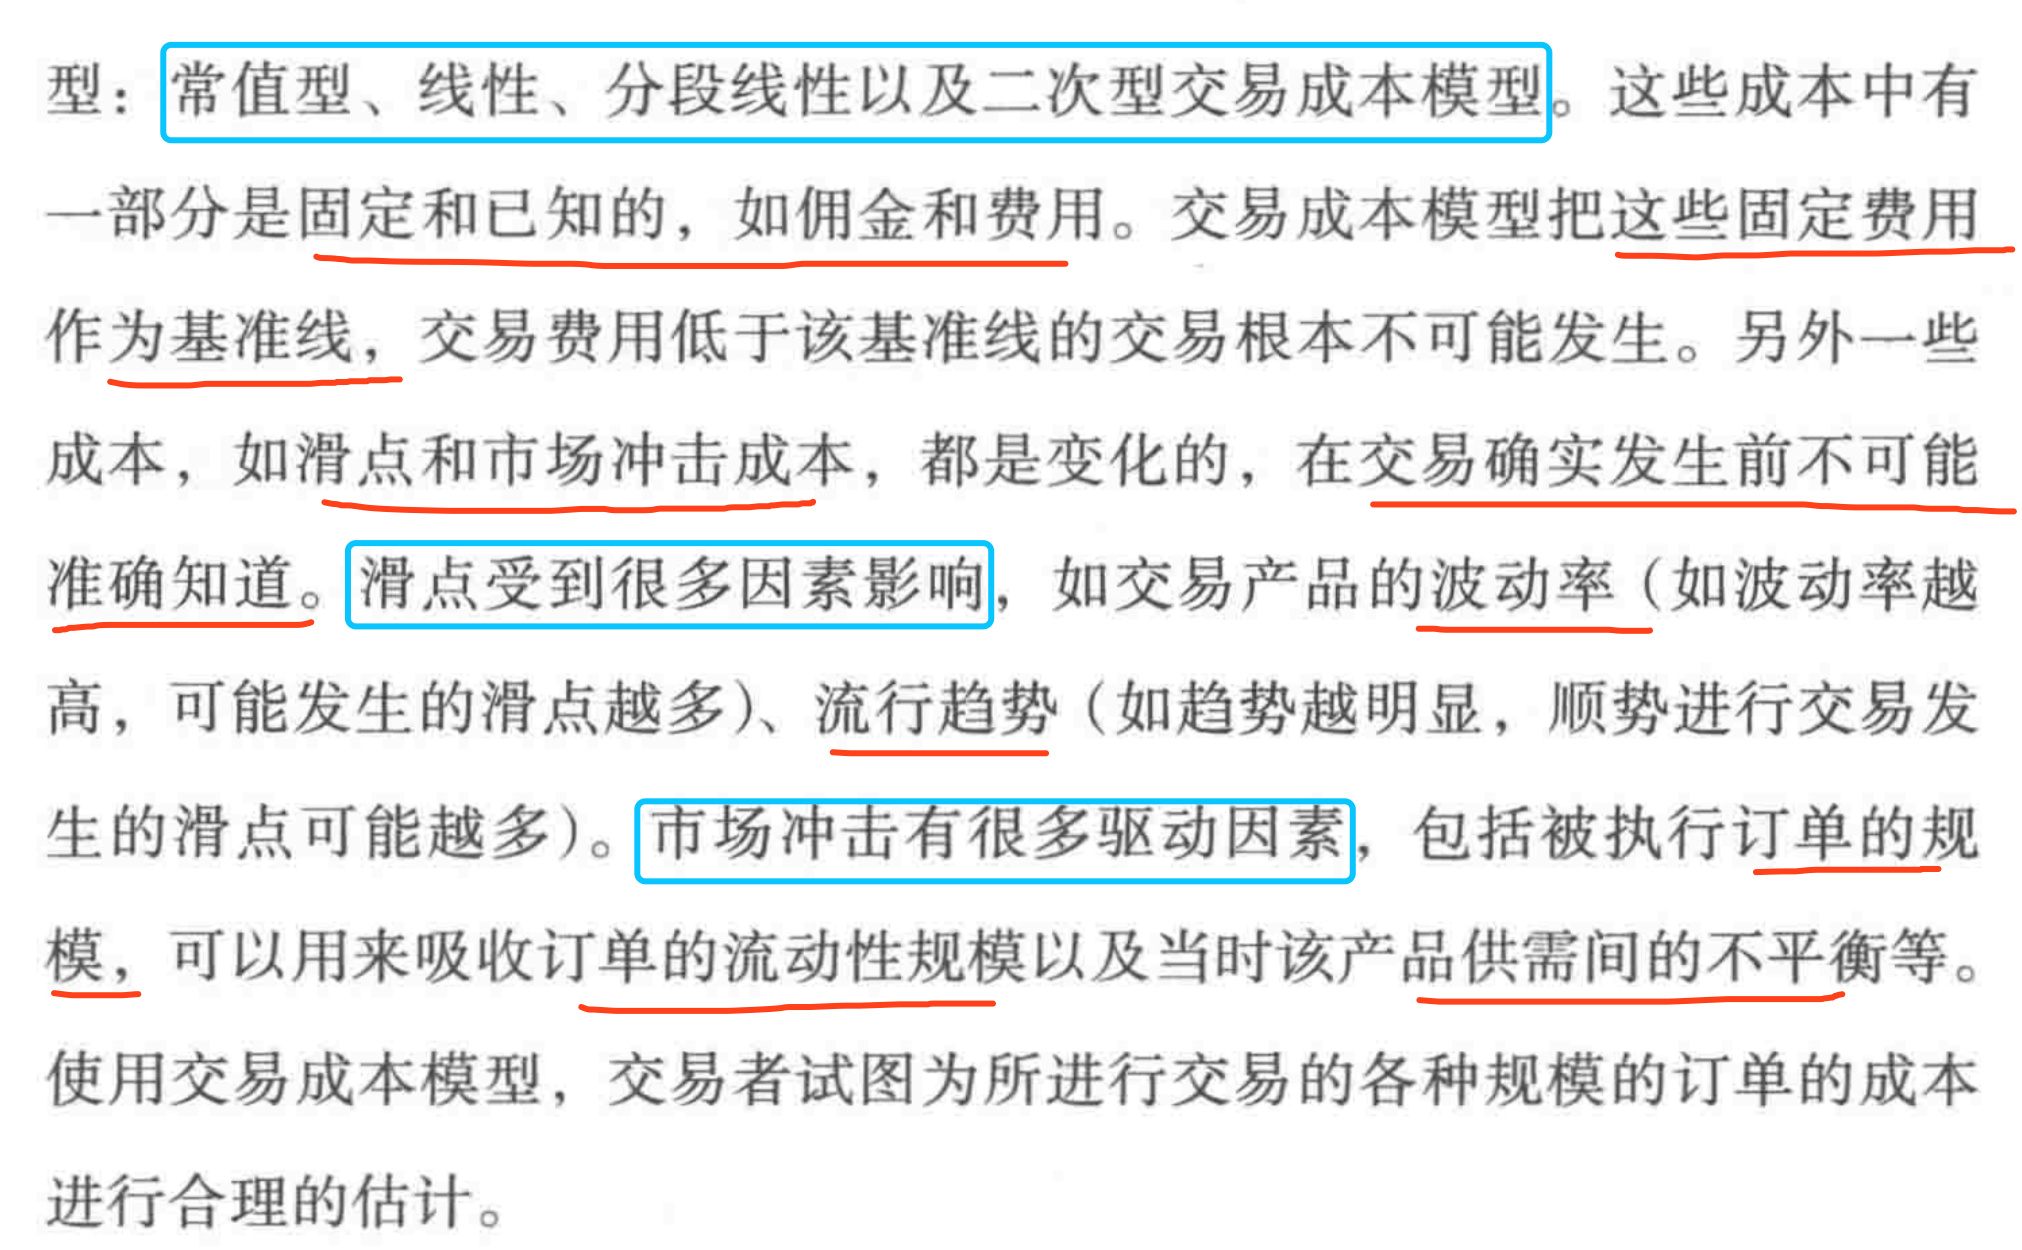 型：常值型、线性、分段线性以及二次型交易成本模型。这些成本中有
一部分是固定和已知的，如佣金和费用。交易成本模型把这些固定费用
作为基准线，交易费用低于该基准线的交易根本不可能发生。另外一些
成本，如滑点和市场冲击成本，都是变化的，在交易确实发生前不可能
准确知道。滑点受到很多因素影响，如交易产品的波动率（如波动率越
高，可能发生的滑点越多）、流行趋势（如趋势越明显，顺势进行交易发
生的滑点可能越多）。市场冲击有很多驱动因素，包括被执行订单的规
模，可以用来吸收订单的流动性规模以及当时该产品供需间的不平衡等。
使用交易成本模型，交易者试图为所进行交易的各种规模的订单的成本
进行合理的估计。